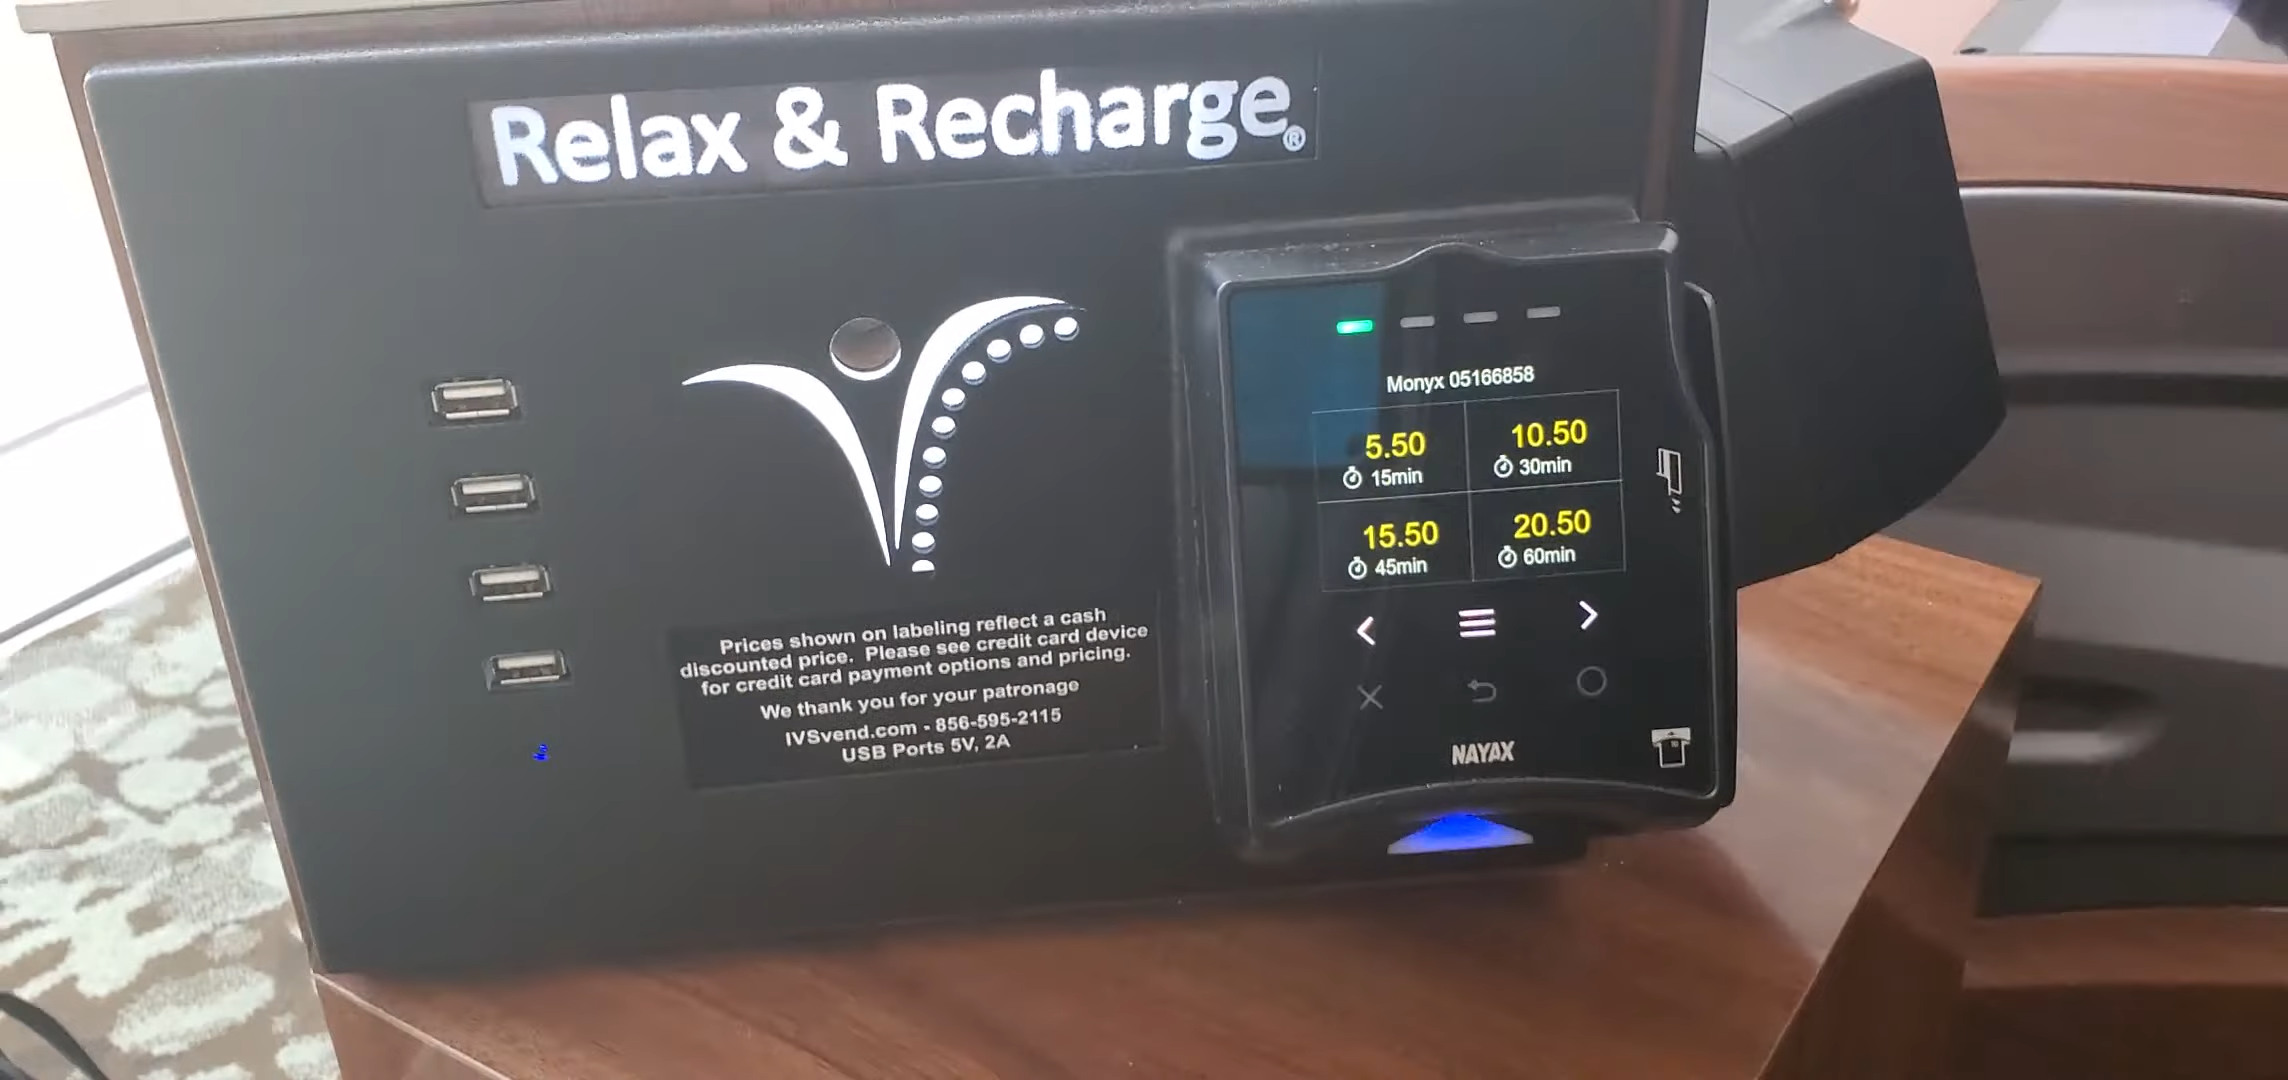 Relax & Recharge®
Prices shown on labeling reflect a cash
discounted price.  Please see credit card device
for credit card payment options and pricing.
We thank you for your patronage
IVSvend.com - 856-595-2115
USB Ports 5V, 2A
Monyx 05166858
5.50
15min
10.50
30min
15.50
45min
20.50
60min
NAYAX